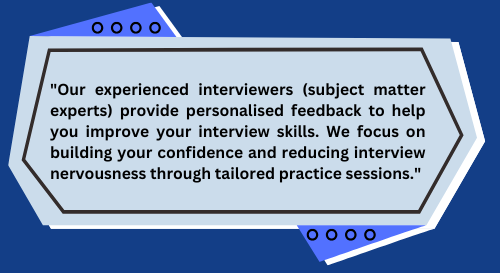 "Our experienced interviewers (subject matter
experts) provide personalised feedback to help
you improve your interview skills. We focus on
building your confidence and reducing interview
nervousness through tailored practice sessions."